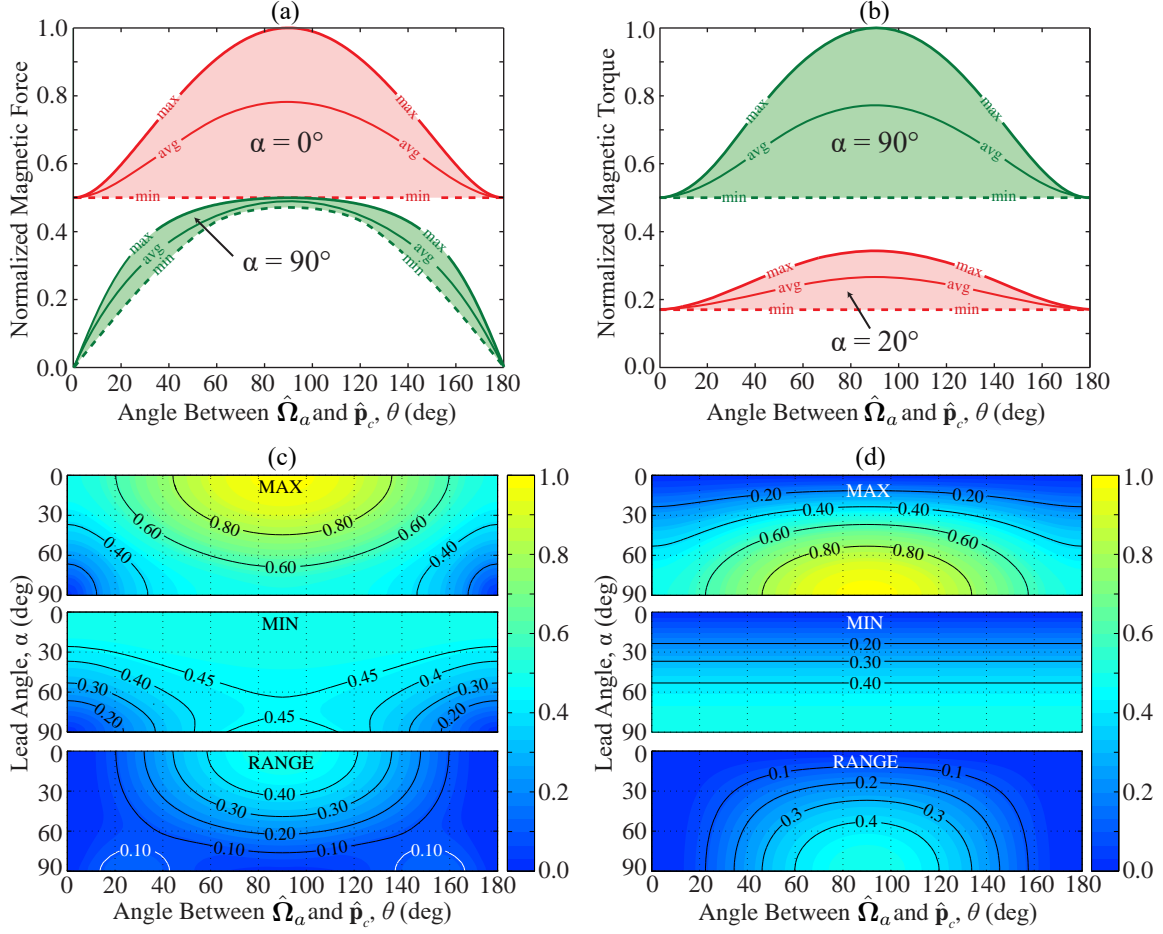 (a)
1.0
0.8
0.6
0.4
0.2
0.0
Normalized Magnetic Force
max
max
avg
avg
α = 0°
min
min
max
max
avg
avg
min
min
α = 90°
0 20 40 60 80 100 120 140 160 180
Angle Between Ω̂a and p̂c, θ (deg)
(b)
1.0
0.8
0.6
0.4
0.2
0.0
Normalized Magnetic Torque
max
max
avg
avg
α = 90°
min
min
max
max
avg
avg
min
min
α = 20°
0 20 40 60 80 100 120 140 160 180
Angle Between Ω̂a and p̂c, θ (deg)
(c)
Lead Angle, α (deg)
0
30
60
90
MAX
0.80
0.80
0.60
0.60
0.60
0.40
0.40
0
30
60
90
MIN
0.45
0.45
0.45
0.40
0.4
0.30
0.30
0.20
0.20
0
30
60
90
RANGE
0.40
0.30
0.30
0.20
0.10
0.10
0.10
0.10
0 20 40 60 80 100 120 140 160 180
Angle Between Ω̂a and p̂c, θ (deg)
1.0
0.8
0.6
0.4
0.2
0.0
(d)
Lead Angle, α (deg)
0
30
60
90
MAX
0.20
0.20
0.40
0.40
0.60
0.60
0.80
0.80
0
30
60
90
MIN
0.20
0.30
0.40
0
30
60
90
RANGE
0.1
0.1
0.2
0.2
0.3
0.3
0.4
0.4
0 20 40 60 80 100 120 140 160 180
Angle Between Ω̂a and p̂c, θ (deg)
1.0
0.8
0.6
0.4
0.2
0.0